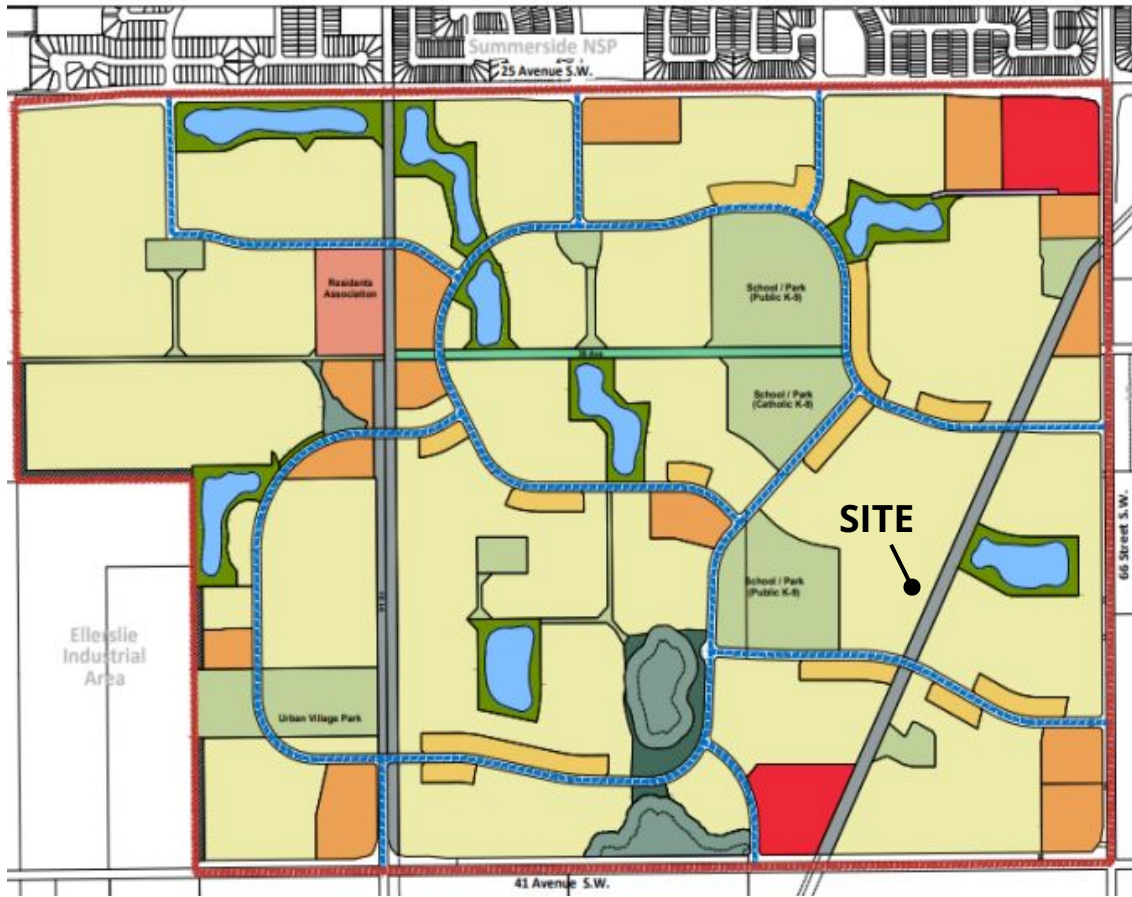 Summerside NSP
25 Avenue S.W.
Residents
Association
School / Park
(Public K-9)
School / Park
(Catholic K-9)
SITE
School / Park
(Public K-9)
66 Street S.W.
Ellerslie
Industrial
Area
Urban Village Park
41 Avenue S.W.